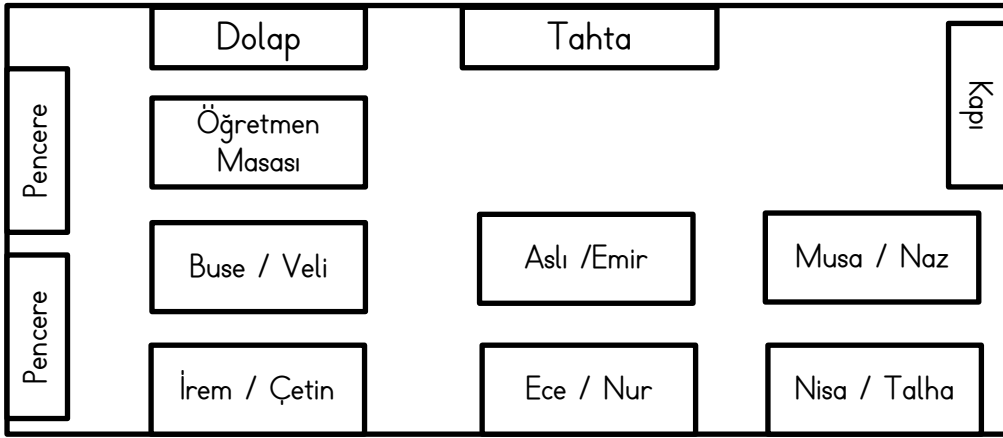 Dolap
Tahta
Kapı
Pencere
Öğretmen
Masası
Buse / Veli
Aslı /Emir
Musa / Naz
Pencere
İrem / Çetin
Ece / Nur
Nisa / Talha